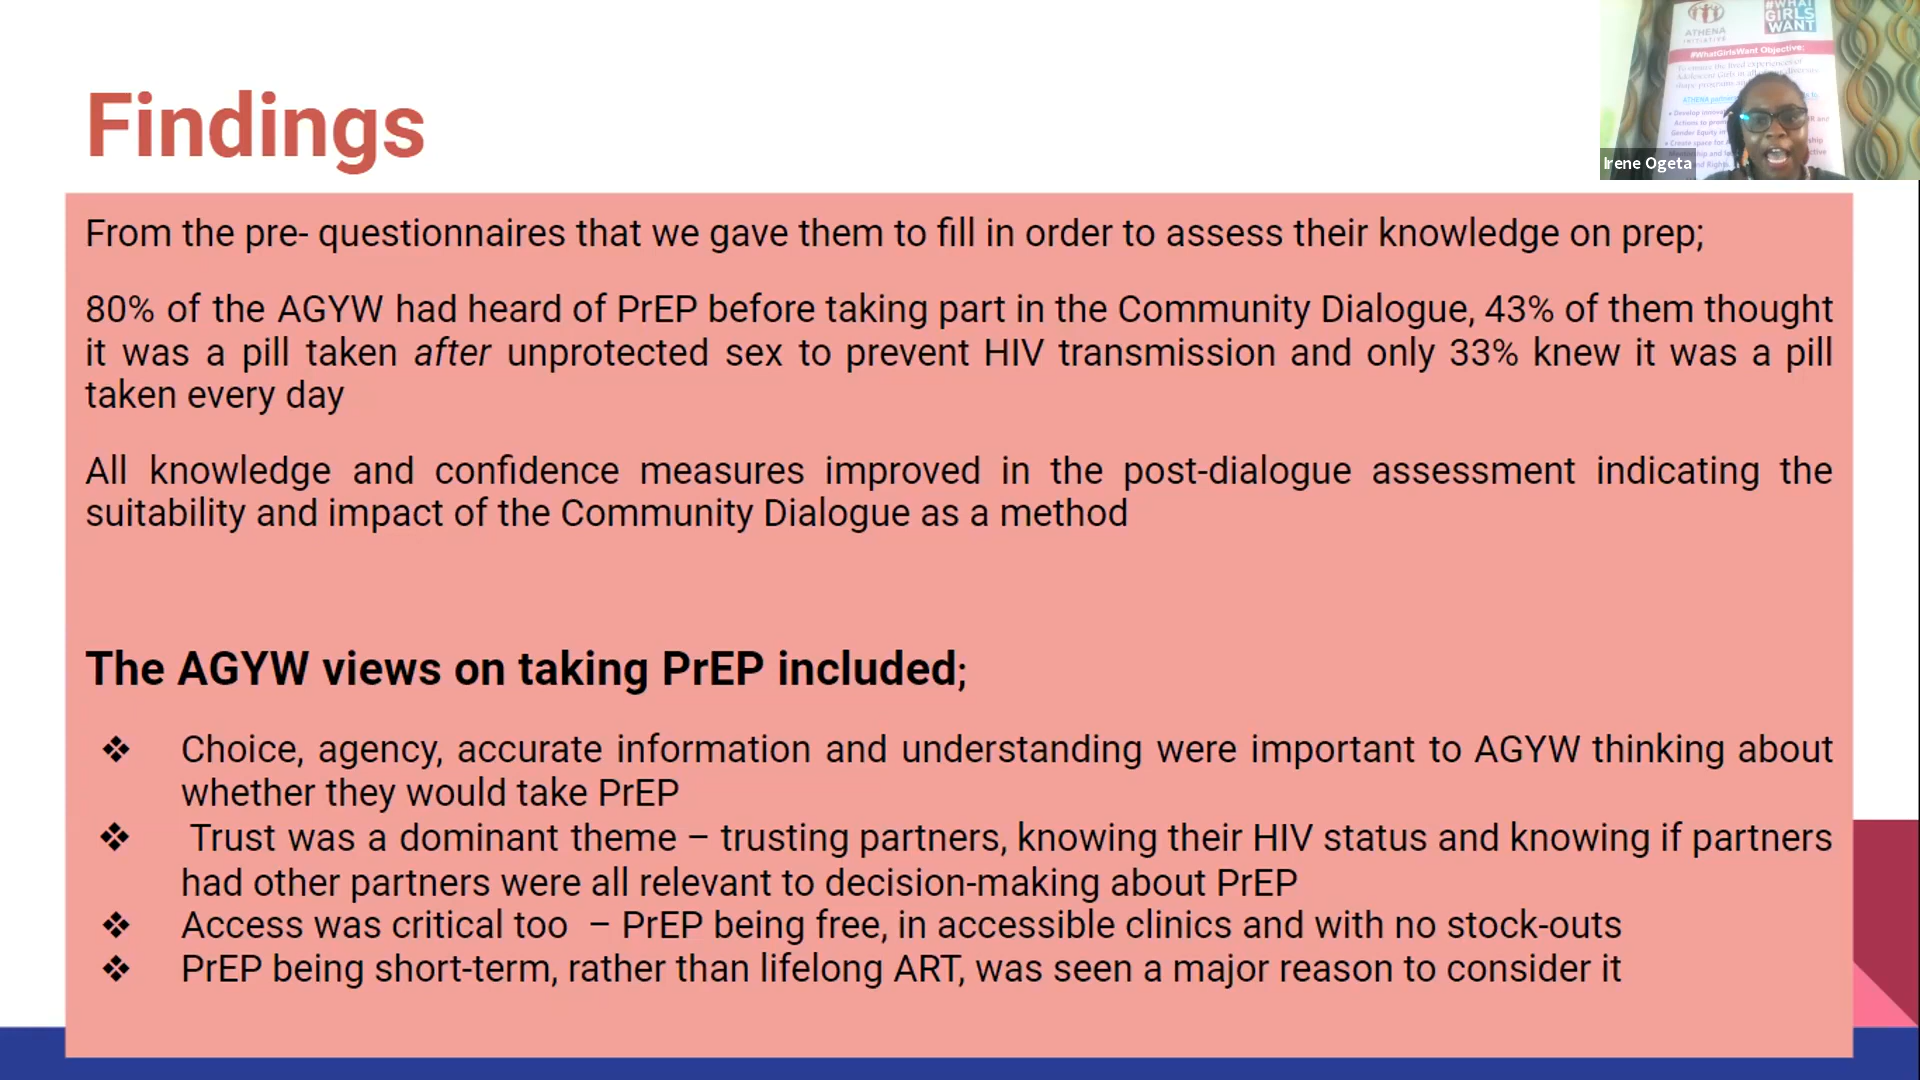 Findings
#WHAT
GIRLS
WANT
ATHENA
INITIATIVE
#WhatGirlsWant Objective:
Irene Ogeta
From the pre- questionnaires that we gave them to fill in order to assess their knowledge on prep;
80% of the AGYW had heard of PrEP before taking part in the Community Dialogue, 43% of them thought
it was a pill taken after unprotected sex to prevent HIV transmission and only 33% knew it was a pill
taken every day
All knowledge and confidence measures improved in the post-dialogue assessment indicating the
suitability and impact of the Community Dialogue as a method
The AGYW views on taking PrEP included;
❖ Choice, agency, accurate information and understanding were important to AGYW thinking about
whether they would take PrEP
❖ Trust was a dominant theme – trusting partners, knowing their HIV status and knowing if partners
had other partners were all relevant to decision-making about PrEP
❖ Access was critical too – PrEP being free, in accessible clinics and with no stock-outs
❖ PrEP being short-term, rather than lifelong ART, was seen a major reason to consider it